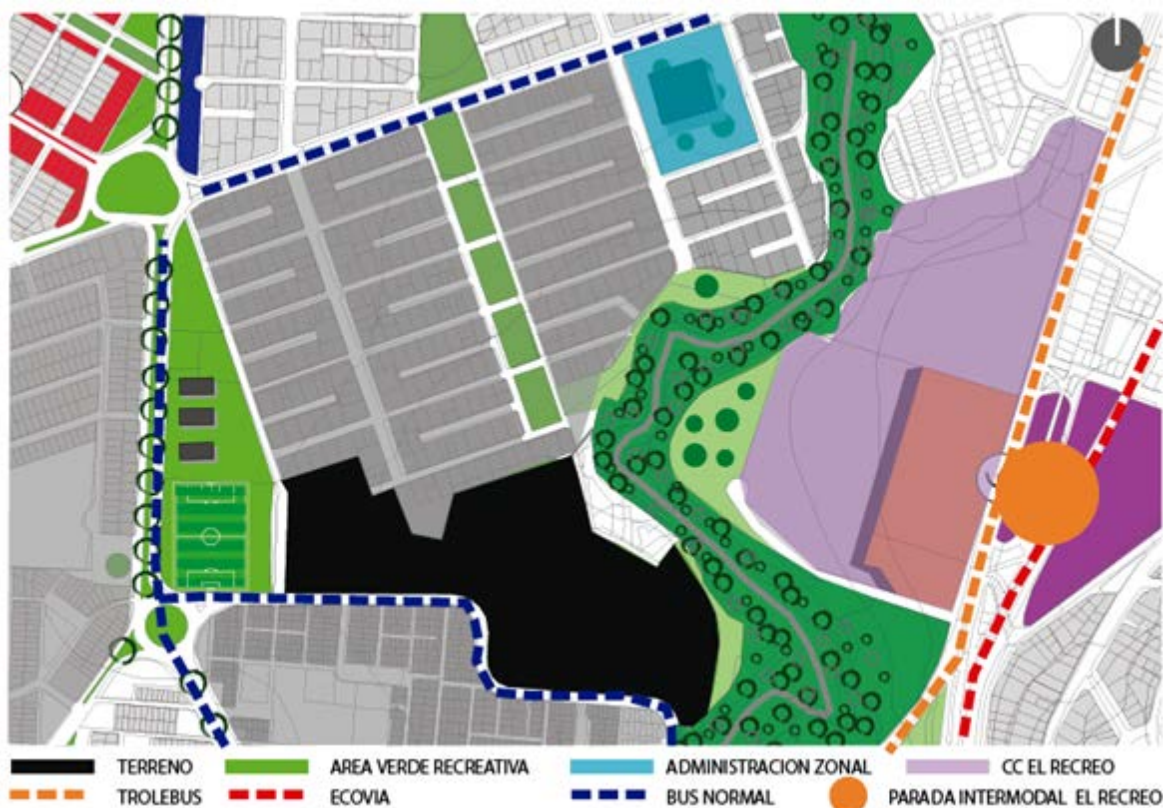 TERRENO AREA VERDE RECREATIVA ADMINISTRACION ZONAL CC EL RECREO
TROLEBUS ECOVIA BUS NORMAL PARADA INTERMODAL EL RECREO